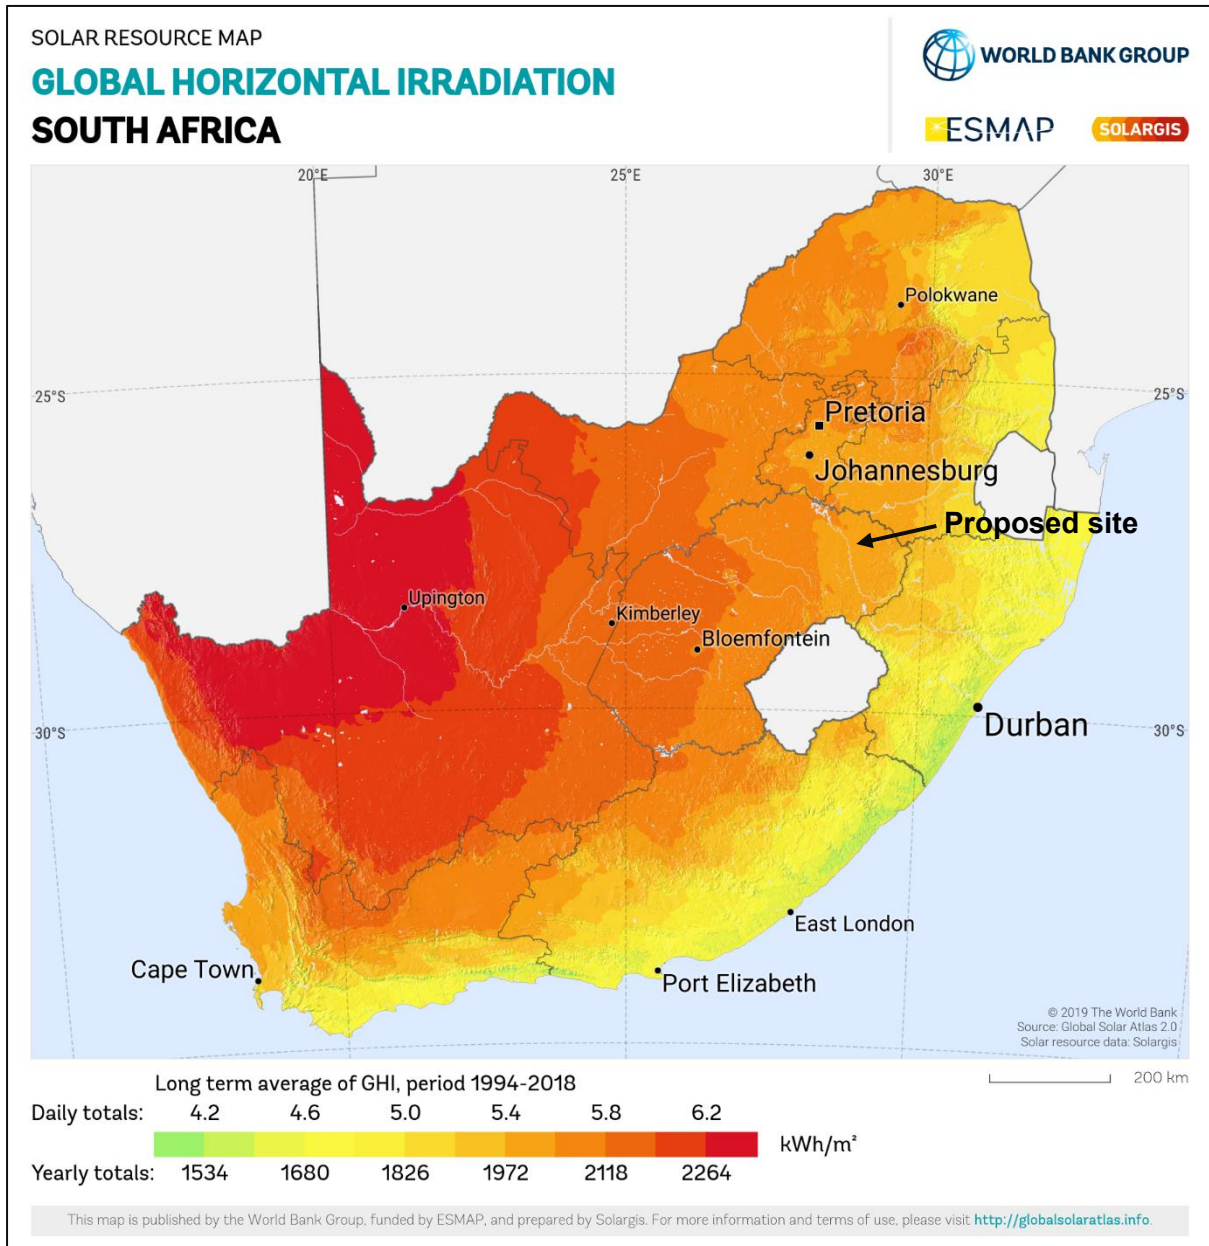 SOLAR RESOURCE MAP
GLOBAL HORIZONTAL IRRADIATION
SOUTH AFRICA
WORLD BANK GROUP
ESMAP
SOLARGIS
20°E
25°E
30°E
Polokwane
25°S
25°S
Pretoria
Johannesburg
Proposed site
Upington
Kimberley
Bloemfontein
Durban
30°S
30°S
East London
Cape Town
Port Elizabeth
© 2019 The World Bank
Source: Global Solar Atlas 2.0
Solar resource data: Solargis
200 km
Long term average of GHI, period 1994-2018
Daily totals: 4.2 4.6 5.0 5.4 5.8 6.2
kWh/m²
Yearly totals: 1534 1680 1826 1972 2118 2264
This map is published by the World Bank Group, funded by ESMAP, and prepared by Solargis. For more information and terms of use, please visit http://globalsolaratlas.info.